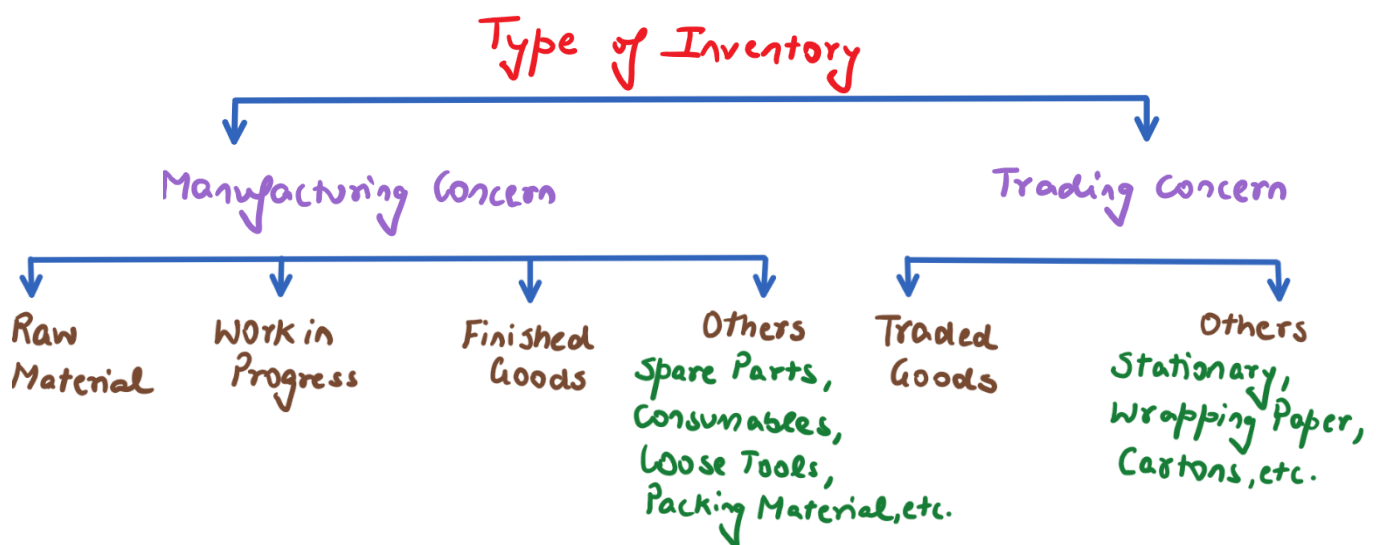 Type of Inventory
Manufacturing Concern
Trading Concern
Raw
Material
Work in
Progress
Finished
Goods
Others
Spare Parts,
Consumables,
Loose Tools,
Packing Material,etc.
Traded
Goods
Others
Stationary,
Wrapping Paper,
Cartons,etc.